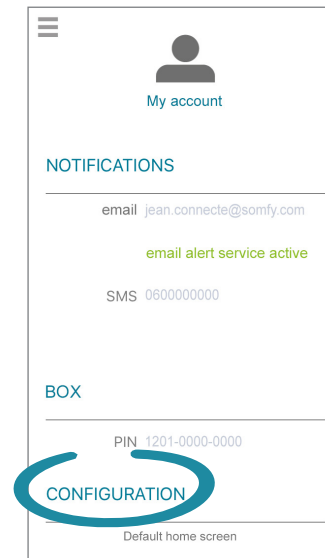 My account
NOTIFICATIONS
email jean.connecte@somfy.com
email alert service active
SMS 0600000000
BOX
PIN 1201-0000-0000
CONFIGURATION
Default home screen